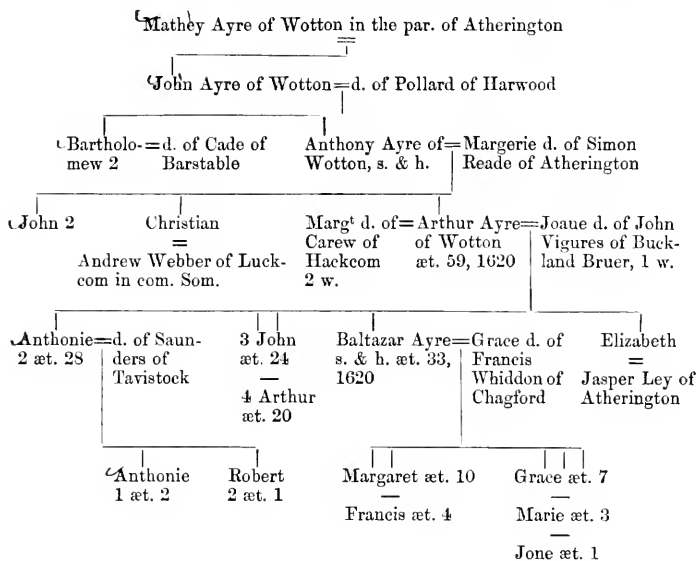 Mathey Ayre of Wotton in the par. of Atherington
=
John Ayre of Wotton=d. of Pollard of Harwood
Bartholo-=d. of Cade of
mew 2 Barstable
Anthony Ayre of=Margerie d. of Simon
Wotton, s. & h. Reade of Atherington
John 2
Christian
=
Andrew Webber of Luck-
com in com. Som.
Margt d. of=Arthur Ayre=Joaue d. of John
Carew of of Wotton Vigures of Buck-
Hackcom æt. 59, 1620 land Bruer, 1 w.
2 w.
Anthonie=d. of Saun-
2 æt. 28 ders of
Tavistock
3 John
æt. 24
—
4 Arthur
æt. 20
Baltazar Ayre=Grace d. of
s. & h. æt. 33, Francis
1620 Whiddon of
Chagford
Elizabeth
=
Jasper Ley of
Atherington
Anthonie
1 æt. 2
Robert
2 æt. 1
Margaret æt. 10
—
Francis æt. 4
Grace æt. 7
—
Marie æt. 3
—
Jone æt. 1